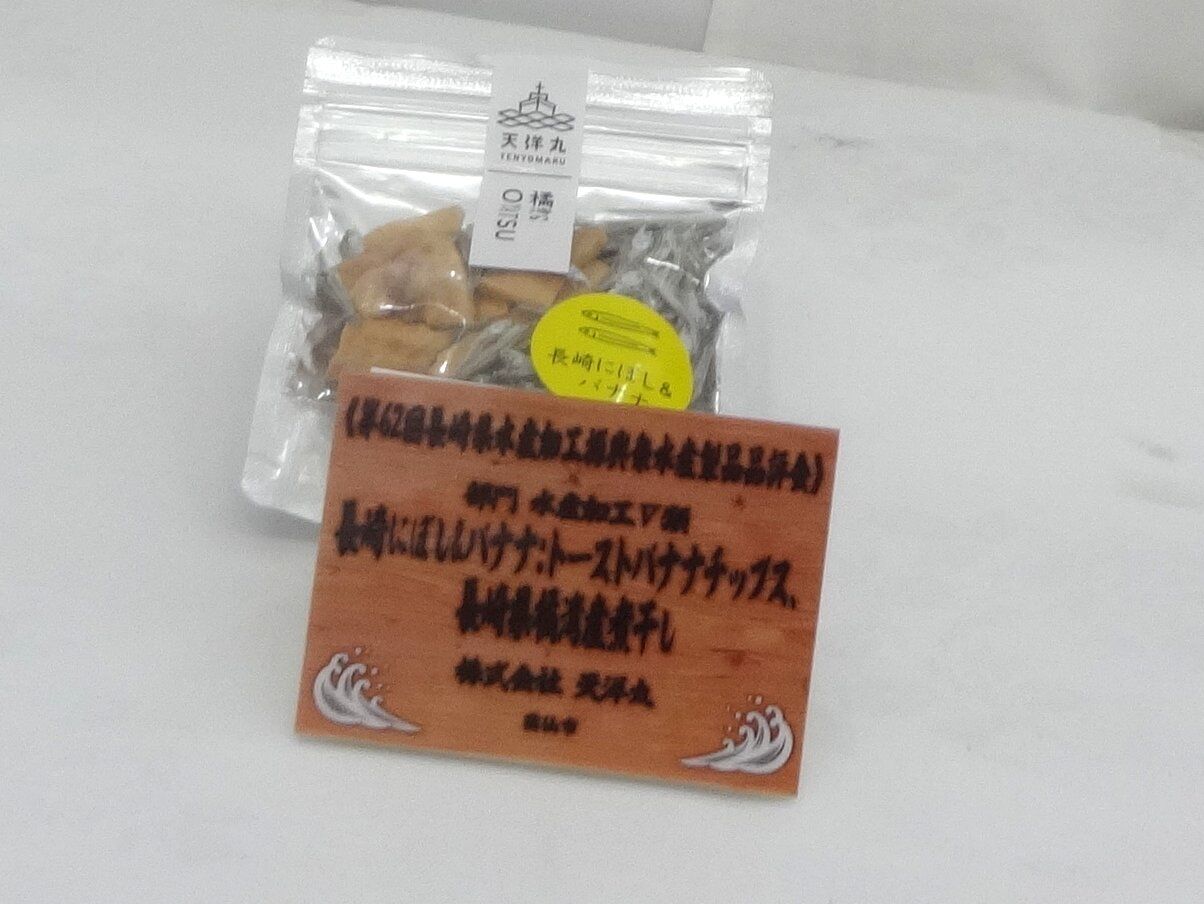 天洋丸
TENYOMARU
長崎にぼし&
バナナ
《第62回長崎県水産加工振興祭水産製品品評会》
部門 水産加工V類
長崎にぼし&バナナ:トーストバナナチップス、
長崎県橘湾産煮干し
株式会社 天洋丸
雲仙市